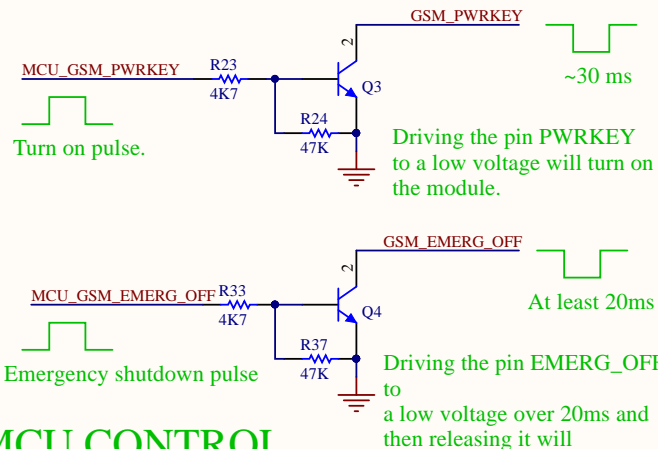 GSM_PWRKEY
2
~30 ms
MCU_GSM_PWRKEY
R23
4K7
Q3
Turn on pulse.
R24
47K
Driving the pin PWRKEY
to a low voltage will turn on
the module.
GSM_EMERG_OFF
2
At least 20ms
MCU_GSM_EMERG_OFF
R33
4K7
Q4
Emergency shutdown pulse
R37
47K
Driving the pin EMERG_OFF
to
a low voltage over 20ms and
then releasing it will
MCU CONTROL